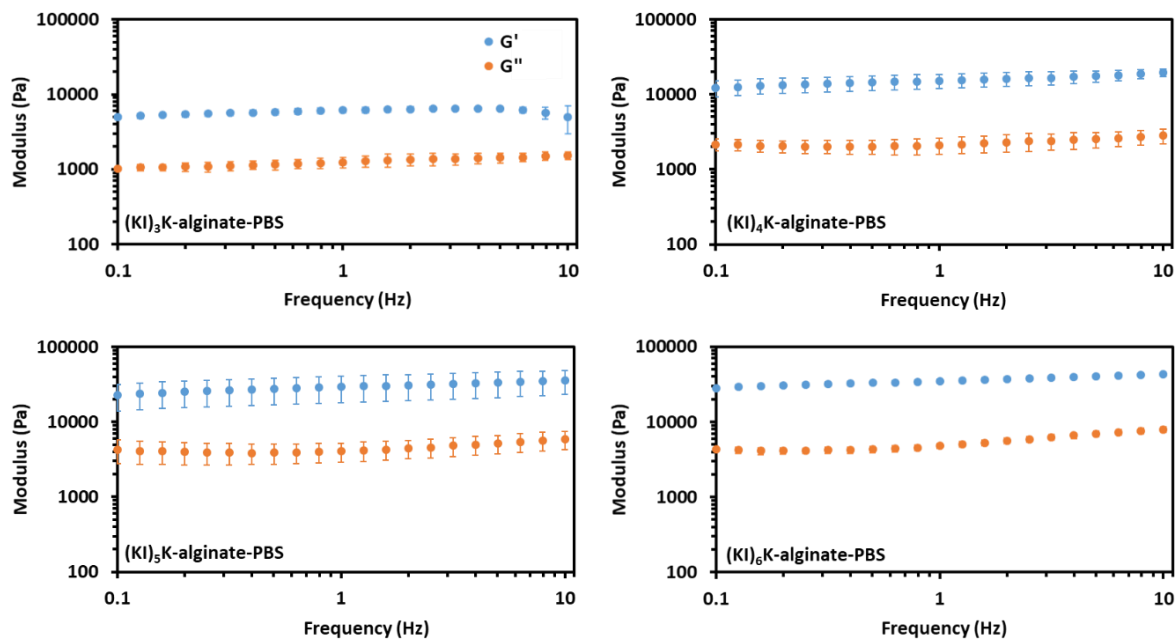 100000
10000
1000
100
Modulus (Pa)
G'
G''
(KI)₃K-alginate-PBS
0.1
1
10
Frequency (Hz)
100000
10000
1000
100
Modulus (Pa)
(KI)₄K-alginate-PBS
0.1
1
10
Frequency (Hz)
100000
10000
1000
100
Modulus (Pa)
(KI)₅K-alginate-PBS
0.1
1
10
Frequency (Hz)
100000
10000
1000
100
Modulus (Pa)
(KI)₆K-alginate-PBS
0.1
1
10
Frequency (Hz)